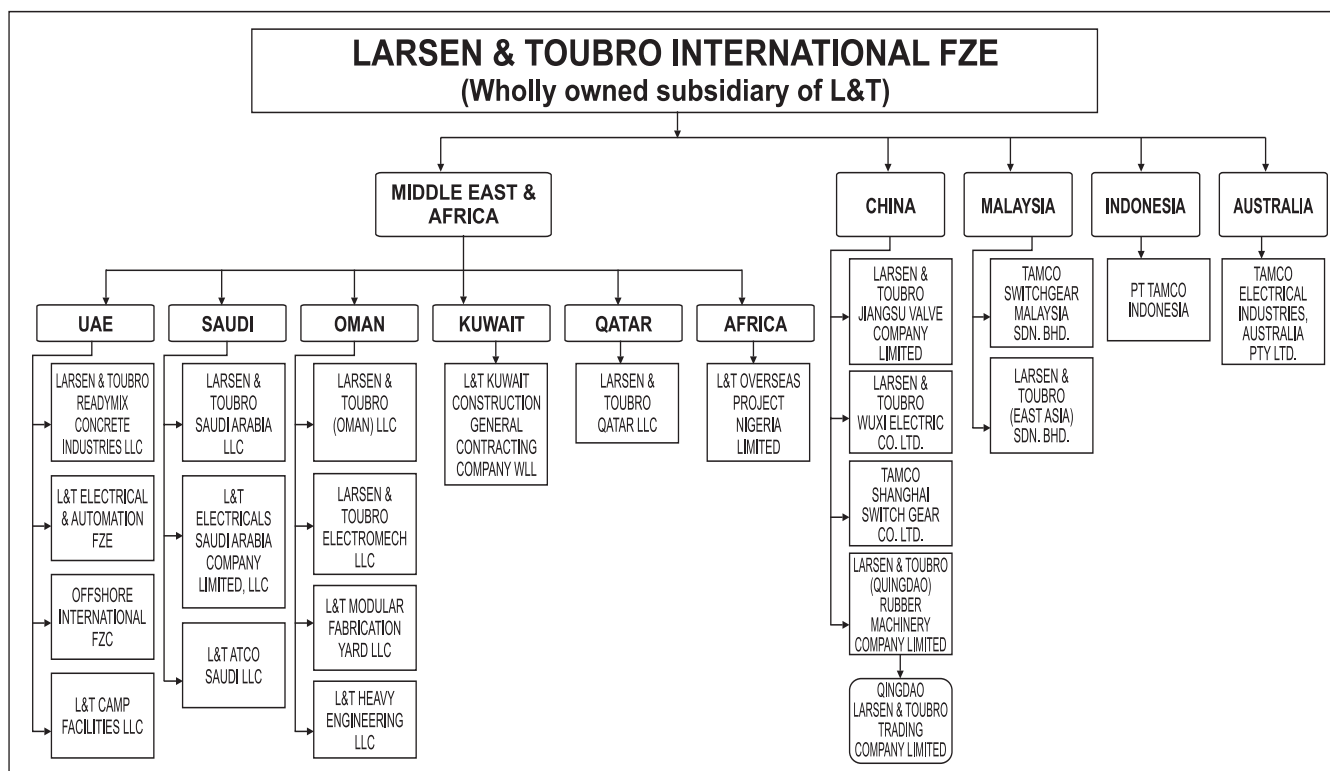 LARSEN & TOUBRO INTERNATIONAL FZE
(Wholly owned subsidiary of L&T)
MIDDLE EAST &
AFRICA
CHINA
MALAYSIA
INDONESIA
AUSTRALIA
UAE
SAUDI
OMAN
KUWAIT
QATAR
AFRICA
LARSEN & TOUBRO
READYMIX
CONCRETE
INDUSTRIES LLC
L&T ELECTRICAL
& AUTOMATION
FZE
OFFSHORE
INTERNATIONAL
FZC
L&T CAMP
FACILITIES LLC
LARSEN &
TOUBRO
SAUDI ARABIA
LLC
L&T
ELECTRICALS
SAUDI ARABIA
COMPANY
LIMITED, LLC
L&T ATCO
SAUDI LLC
LARSEN &
TOUBRO
(OMAN) LLC
LARSEN &
TOUBRO
ELECTROMECH
LLC
L&T MODULAR
FABRICATION
YARD LLC
L&T HEAVY
ENGINEERING
LLC
L&T KUWAIT
CONSTRUCTION
GENERAL
CONTRACTING
COMPANY WLL
LARSEN &
TOUBRO
QATAR LLC
L&T OVERSEAS
PROJECT
NIGERIA
LIMITED
LARSEN &
TOUBRO
JIANGSU VALVE
COMPANY
LIMITED
LARSEN &
TOUBRO
WUXI ELECTRIC
CO. LTD.
TAMCO
SHANGHAI
SWITCH GEAR
CO. LTD.
LARSEN & TOUBRO
(QUINGDAO)
RUBBER
MACHINERY
COMPANY LIMITED
QINGDAO
LARSEN & TOUBRO
TRADING
COMPANY LIMITED
TAMCO
SWITCHGEAR
MALAYSIA
SDN. BHD.
LARSEN &
TOUBRO
(EAST ASIA)
SDN. BHD.
PT TAMCO
INDONESIA
TAMCO
ELECTRICAL
INDUSTRIES,
AUSTRALIA
PTY LTD.